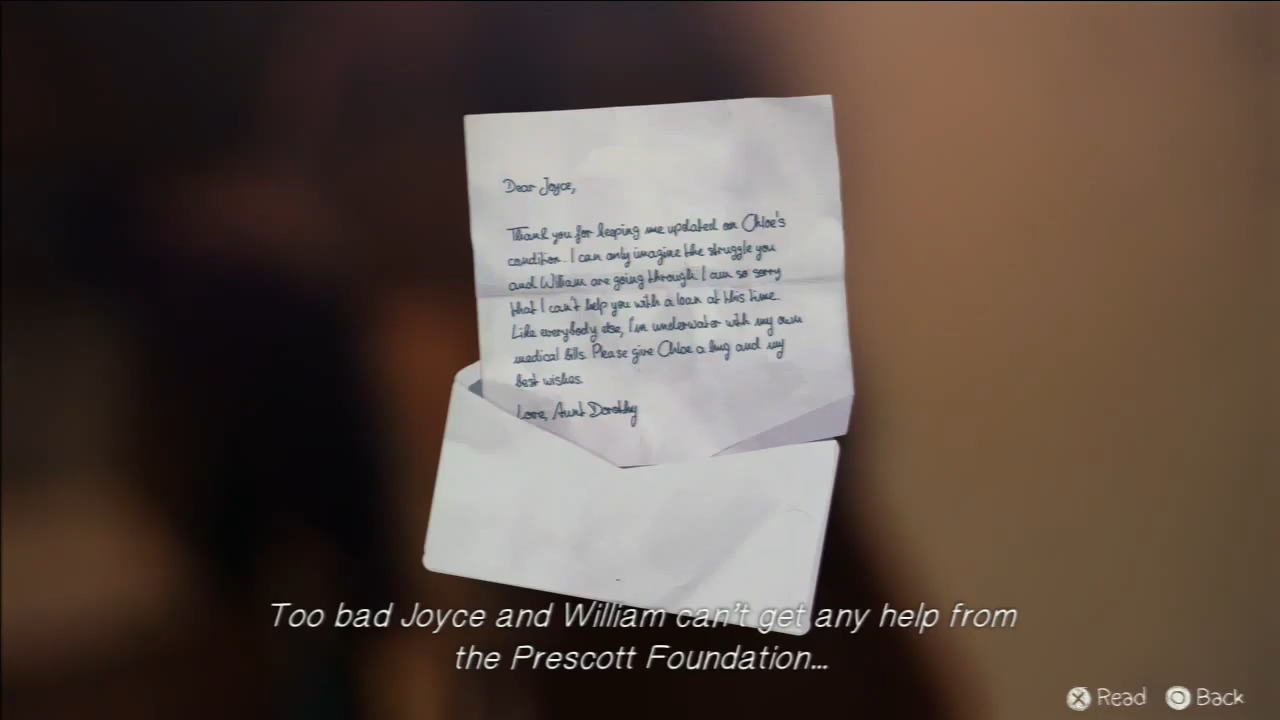 Dear Joyce,
Thank you for keeping me updated on Chloe's
condition. I can only imagine the struggle you
and William are going through. I am so sorry
that I can't help you with a loan at this time.
Like everybody else, I'm underwater with my own
medical bills. Please give Chloe a hug and my
best wishes.
Love, Aunt Dorothy
Too bad Joyce and William can't get any help from
the Prescott Foundation...
Read Back